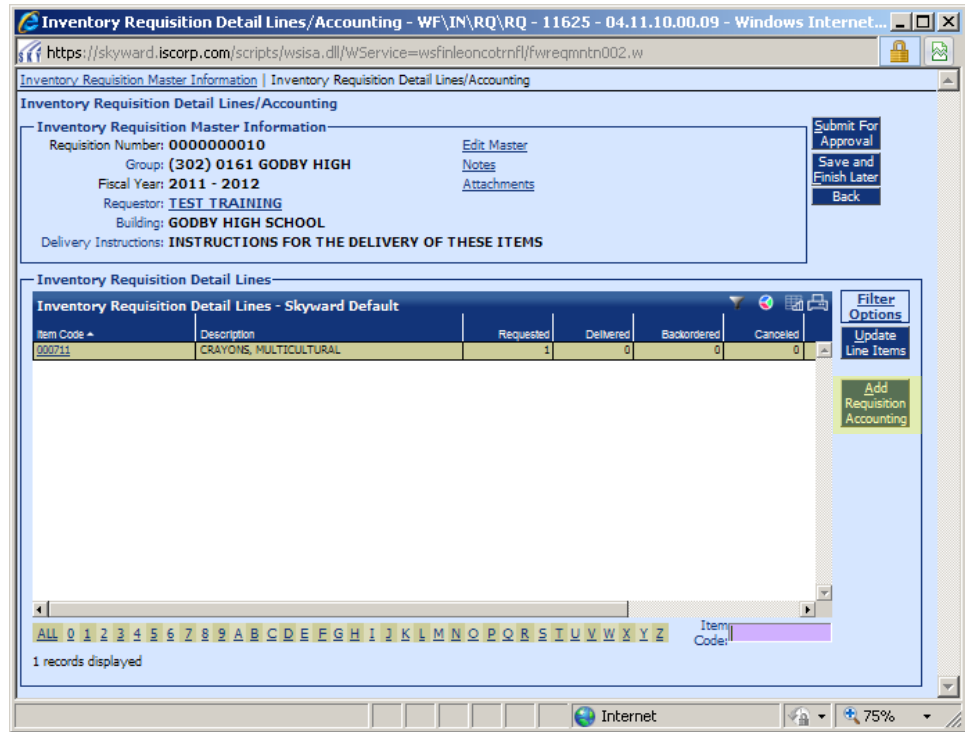 Inventory Requisition Detail Lines/Accounting - WF\IN\RQ\RQ - 11625 - 04.11.10.00.09 - Windows Internet...
https://skyward.iscorp.com/scripts/wsisa.dll/WService=wsfinleoncotrnfl/fwreqmntn002.w
Inventory Requisition Master Information | Inventory Requisition Detail Lines/Accounting
Inventory Requisition Detail Lines/Accounting
Inventory Requisition Master Information
Requisition Number: 0000000010
Edit Master
Group: (302) 0161 GODBY HIGH
Notes
Fiscal Year: 2011 - 2012
Attachments
Requestor: TEST TRAINING
Building: GODBY HIGH SCHOOL
Delivery Instructions: INSTRUCTIONS FOR THE DELIVERY OF THESE ITEMS
Submit For
Approval
Save and
Finish Later
Back
Inventory Requisition Detail Lines
Inventory Requisition Detail Lines - Skyward Default
Item Code Description Requested Delivered Backordered Canceled
000711 CRAYONS, MULTICULTURAL 1 0 0 0
Filter
Options
Update
Line Items
Add
Requisition
Accounting
ALL 0 1 2 3 4 5 6 7 8 9 A B C D E F G H I J K L M N O P Q R S T U V W X Y Z
Item
Code:
1 records displayed
Internet
75%